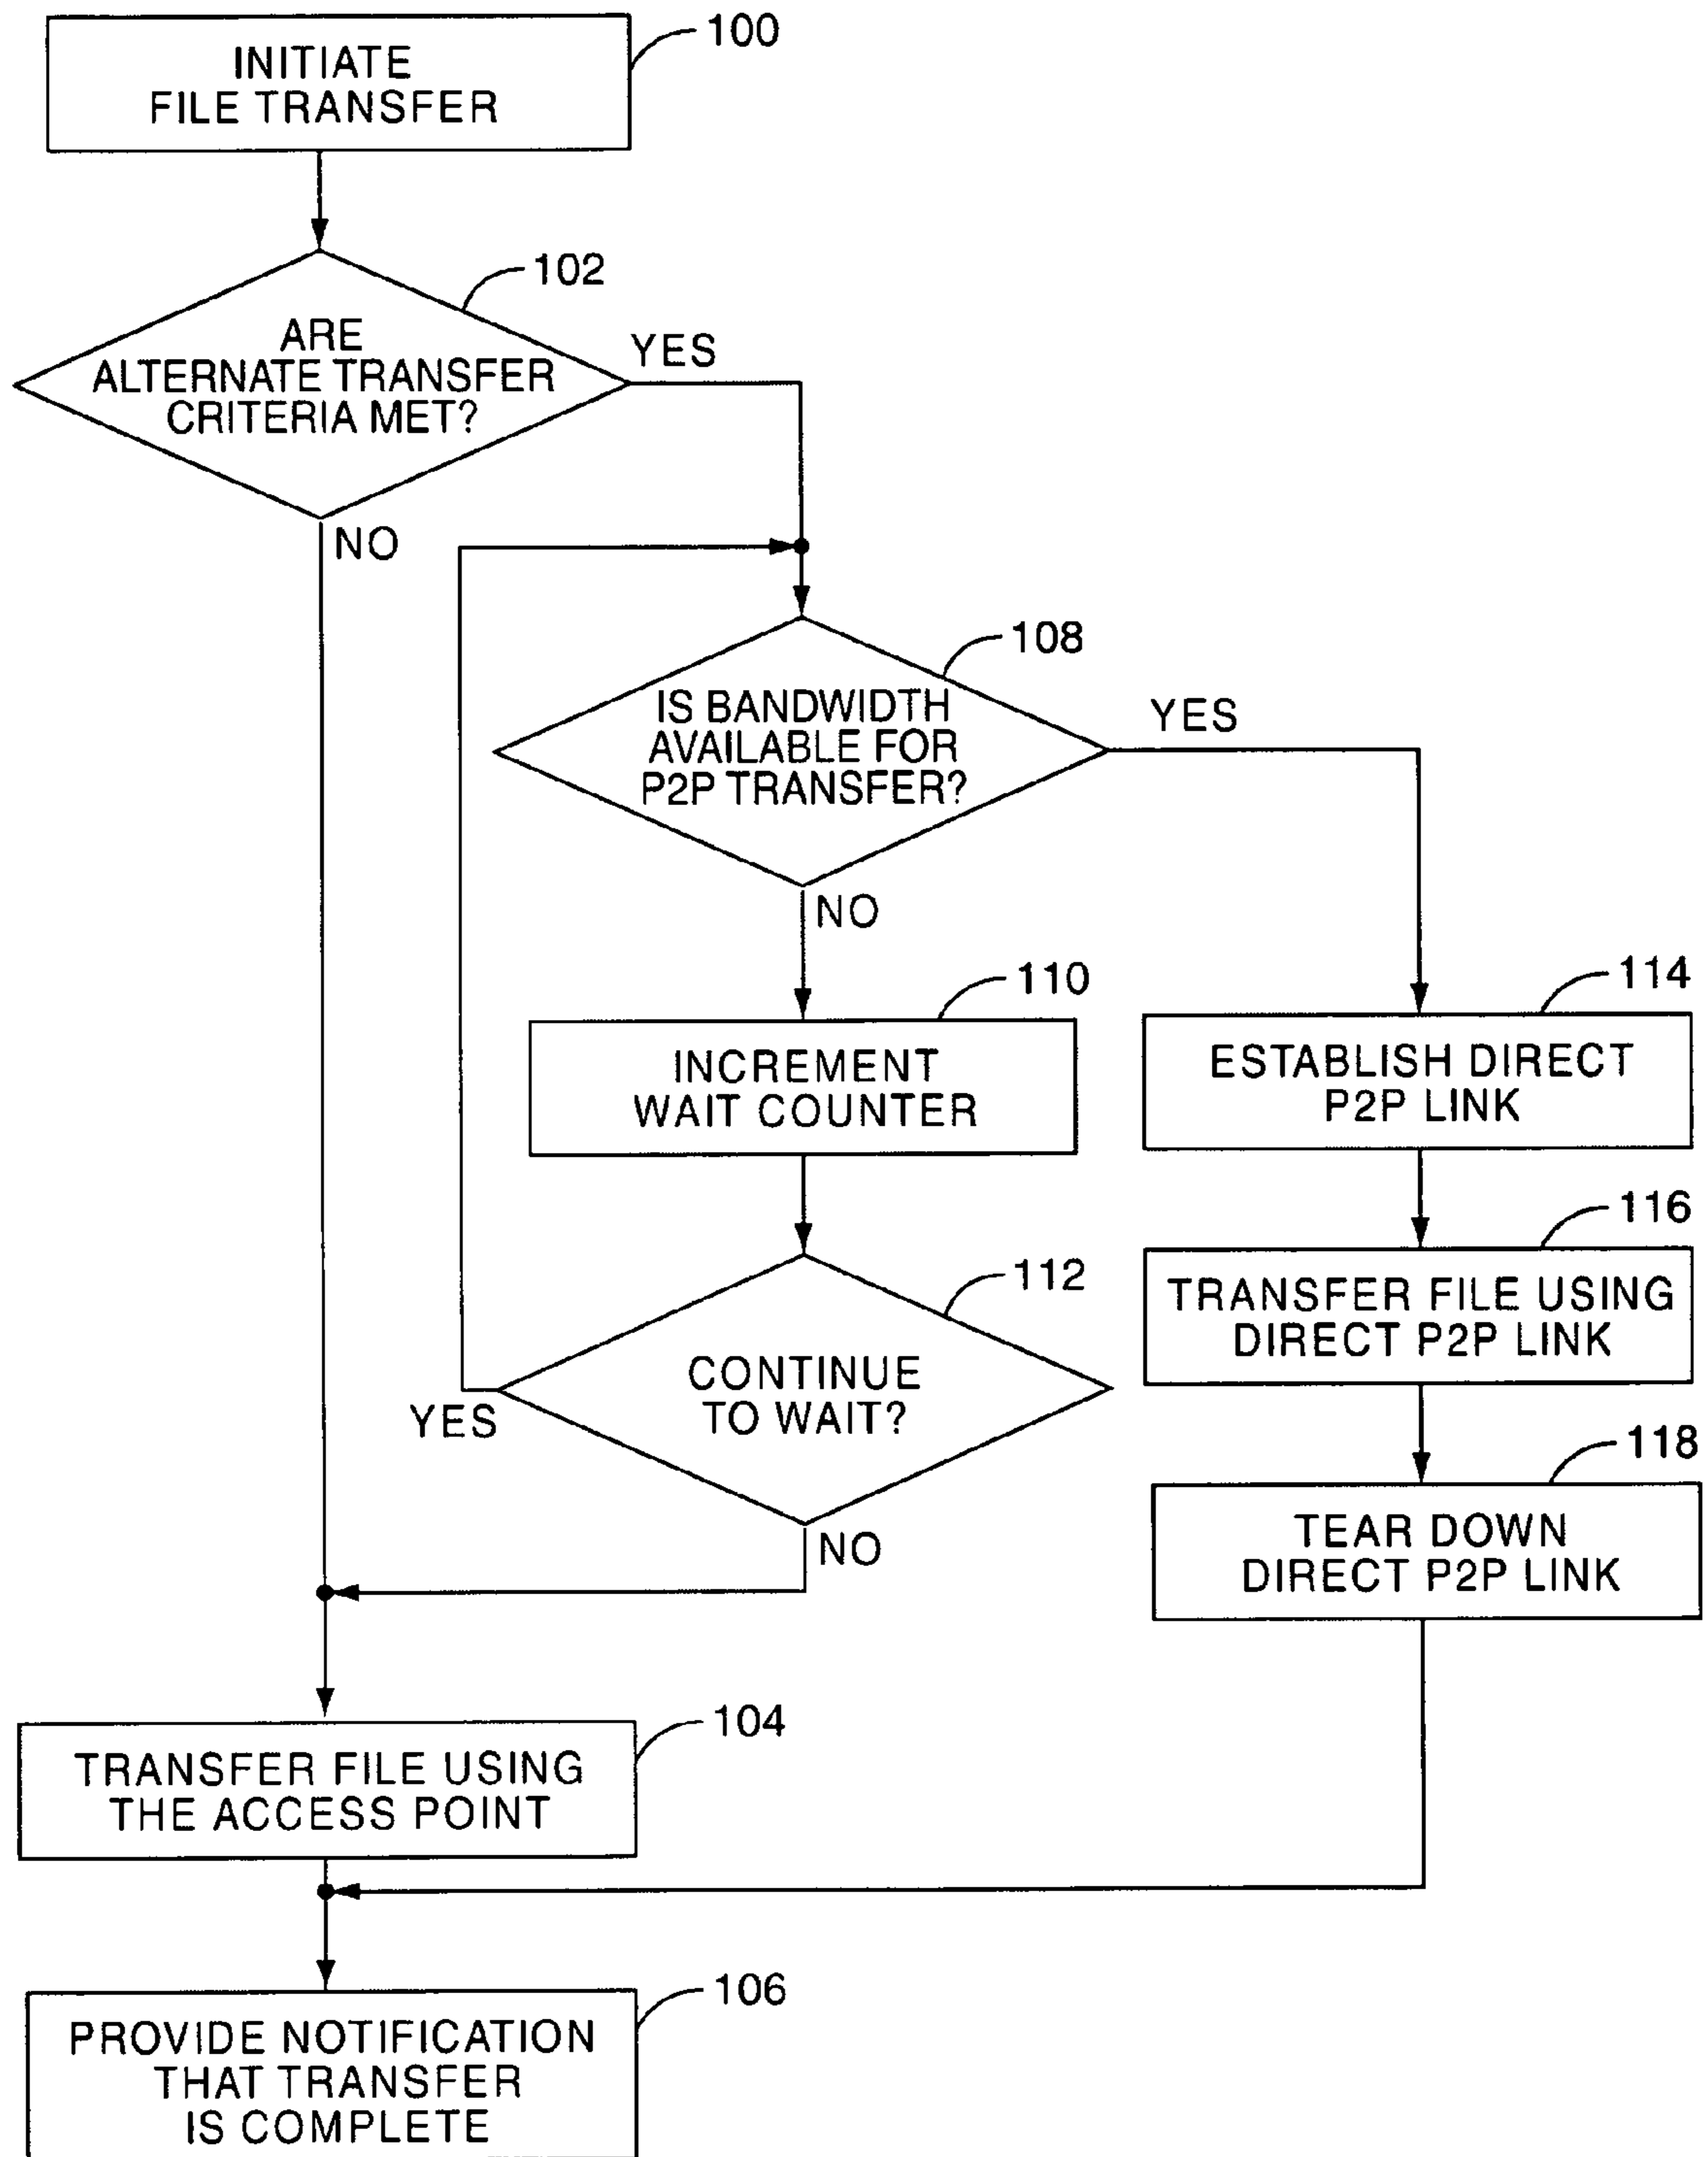 100
INITIATE
FILE TRANSFER
102
ARE
ALTERNATE TRANSFER
CRITERIA MET?
YES
NO
108
IS BANDWIDTH
AVAILABLE FOR
P2P TRANSFER?
YES
NO
110
INCREMENT
WAIT COUNTER
114
ESTABLISH DIRECT
P2P LINK
112
CONTINUE
TO WAIT?
YES
NO
116
TRANSFER FILE USING
DIRECT P2P LINK
118
TEAR DOWN
DIRECT P2P LINK
104
TRANSFER FILE USING
THE ACCESS POINT
106
PROVIDE NOTIFICATION
THAT TRANSFER
IS COMPLETE